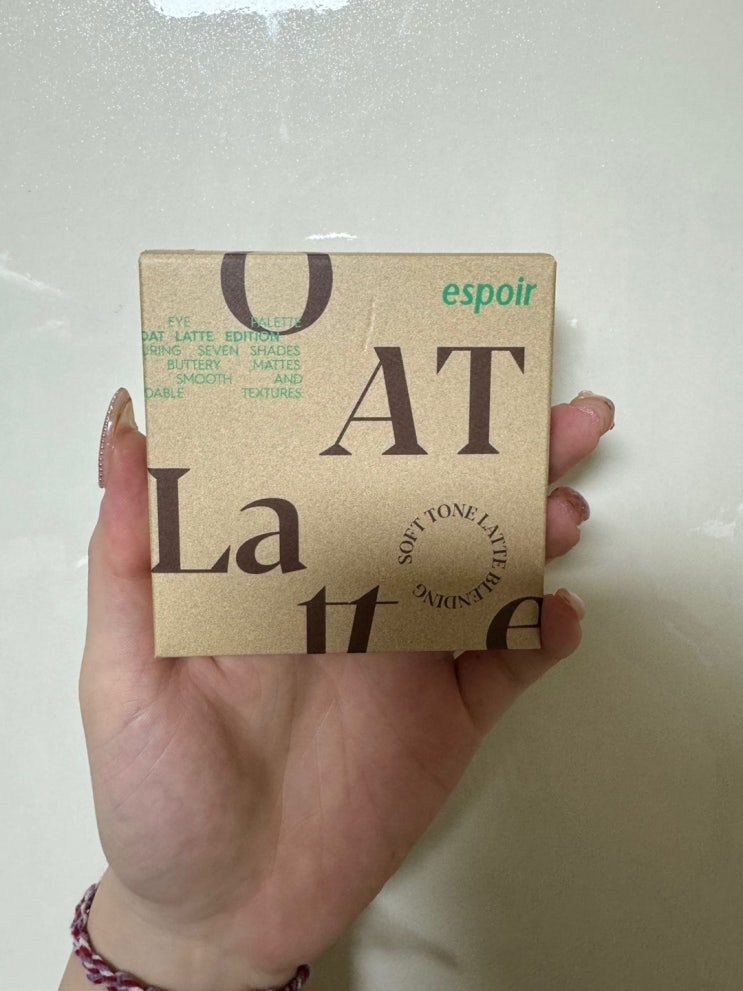 O
espoir
EYE PALETTE
OAT LATTE EDITION
URING SEVEN SHADES
BUTTERY MATTES
SMOOTH AND
DABLE TEXTURES
AT
La
SOFT TONE LATTE BLENDING
tt
e